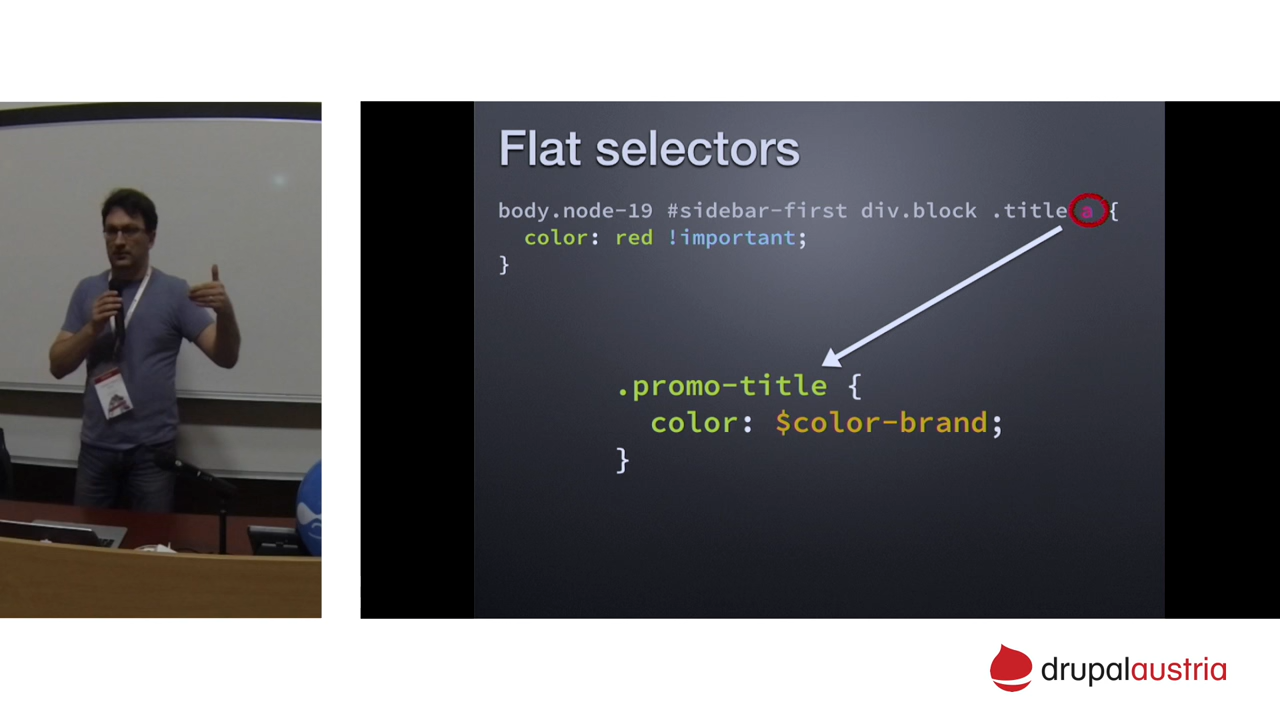 Flat selectors
body.node-19 #sidebar-first div.block .title a {
color: red !important;
}
.promo-title {
color: $color-brand;
}
drupalaustria